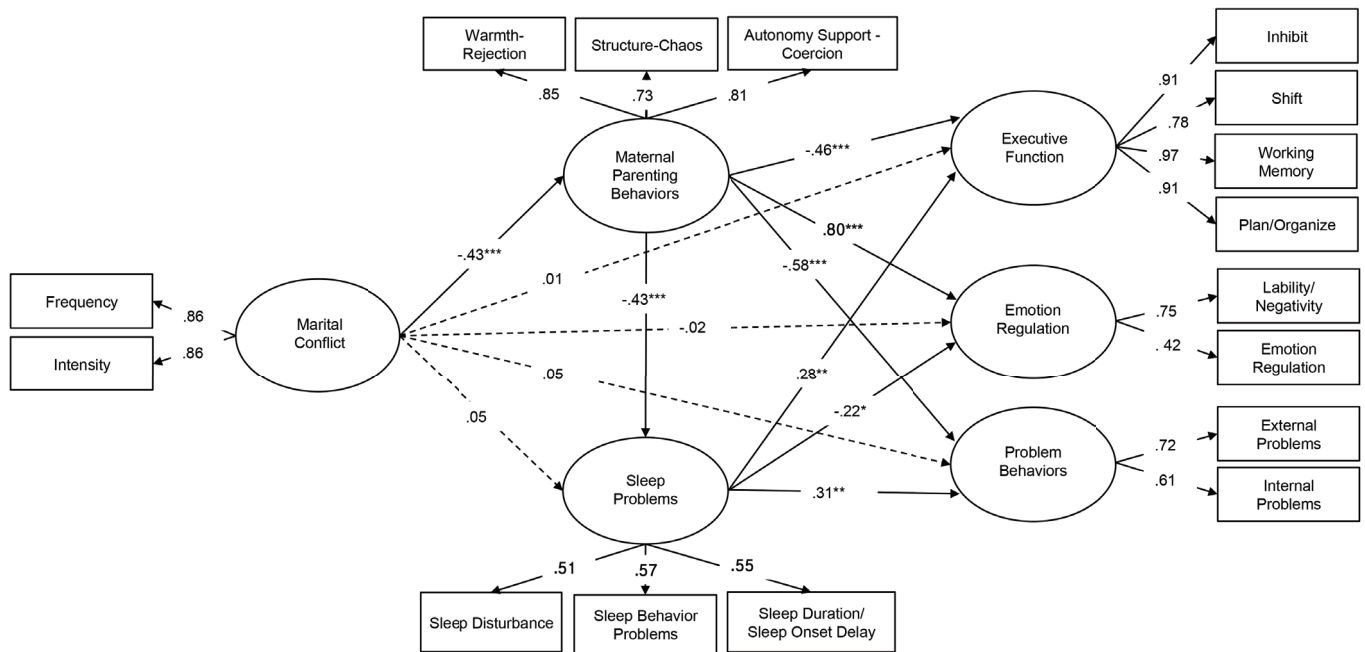 Warmth-
Rejection
Structure-Chaos
Autonomy Support -
Coercion
Inhibit
.85
.73
.81
.91
Shift
.78
Maternal
Parenting
Behaviors
-.46***
Executive
Function
.97
Working
Memory
.91
Plan/Organize
.80***
-.43***
-.58***
.01
Frequency
.86
Marital
Conflict
-.43***
-.02
Emotion
Regulation
.75
Lability/
Negativity
.86
Intensity
. 42
Emotion
Regulation
.05
.28**
.05
-.22*
Problem
Behaviors
.72
External
Problems
Sleep
Problems
.31**
.61
Internal
Problems
.51
.57
.55
Sleep Disturbance
Sleep Behavior
Problems
Sleep Duration/
Sleep Onset Delay